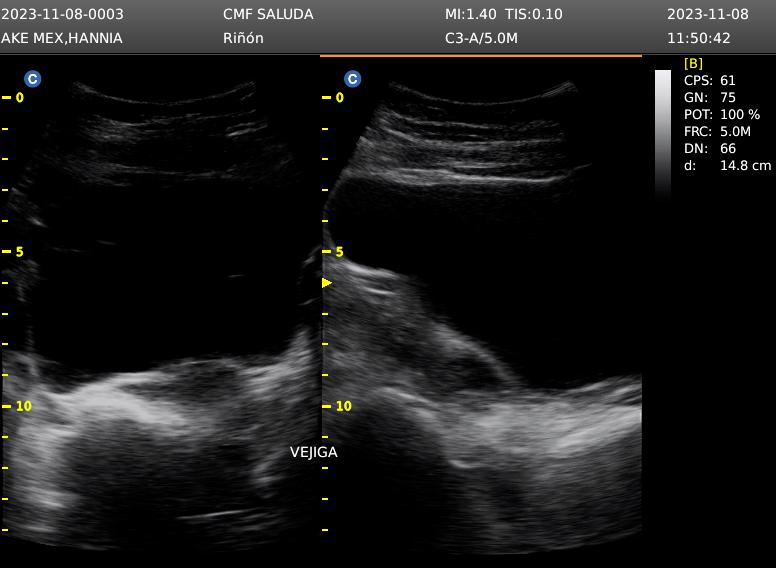 2023-11-08-0003 CMF SALUDA MI:1.40 TIS:0.10 2023-11-08
AKE MEX,HANNIA Riñón C3-A/5.0M 11:50:42
C C [B]
0 0 CPS: 61
GN: 75
POT: 100 %
FRC: 5.0M
DN: 66
d: 14.8 cm
5 5
10 10
VEJIGA